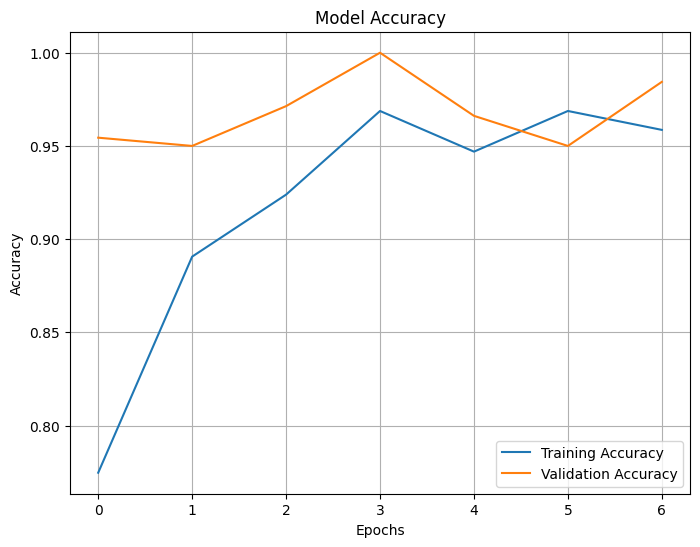 Model Accuracy
1.00
0.95
0.90
0.85
0.80
Accuracy
0 1 2 3 4 5 6
Epochs
Training Accuracy
Validation Accuracy